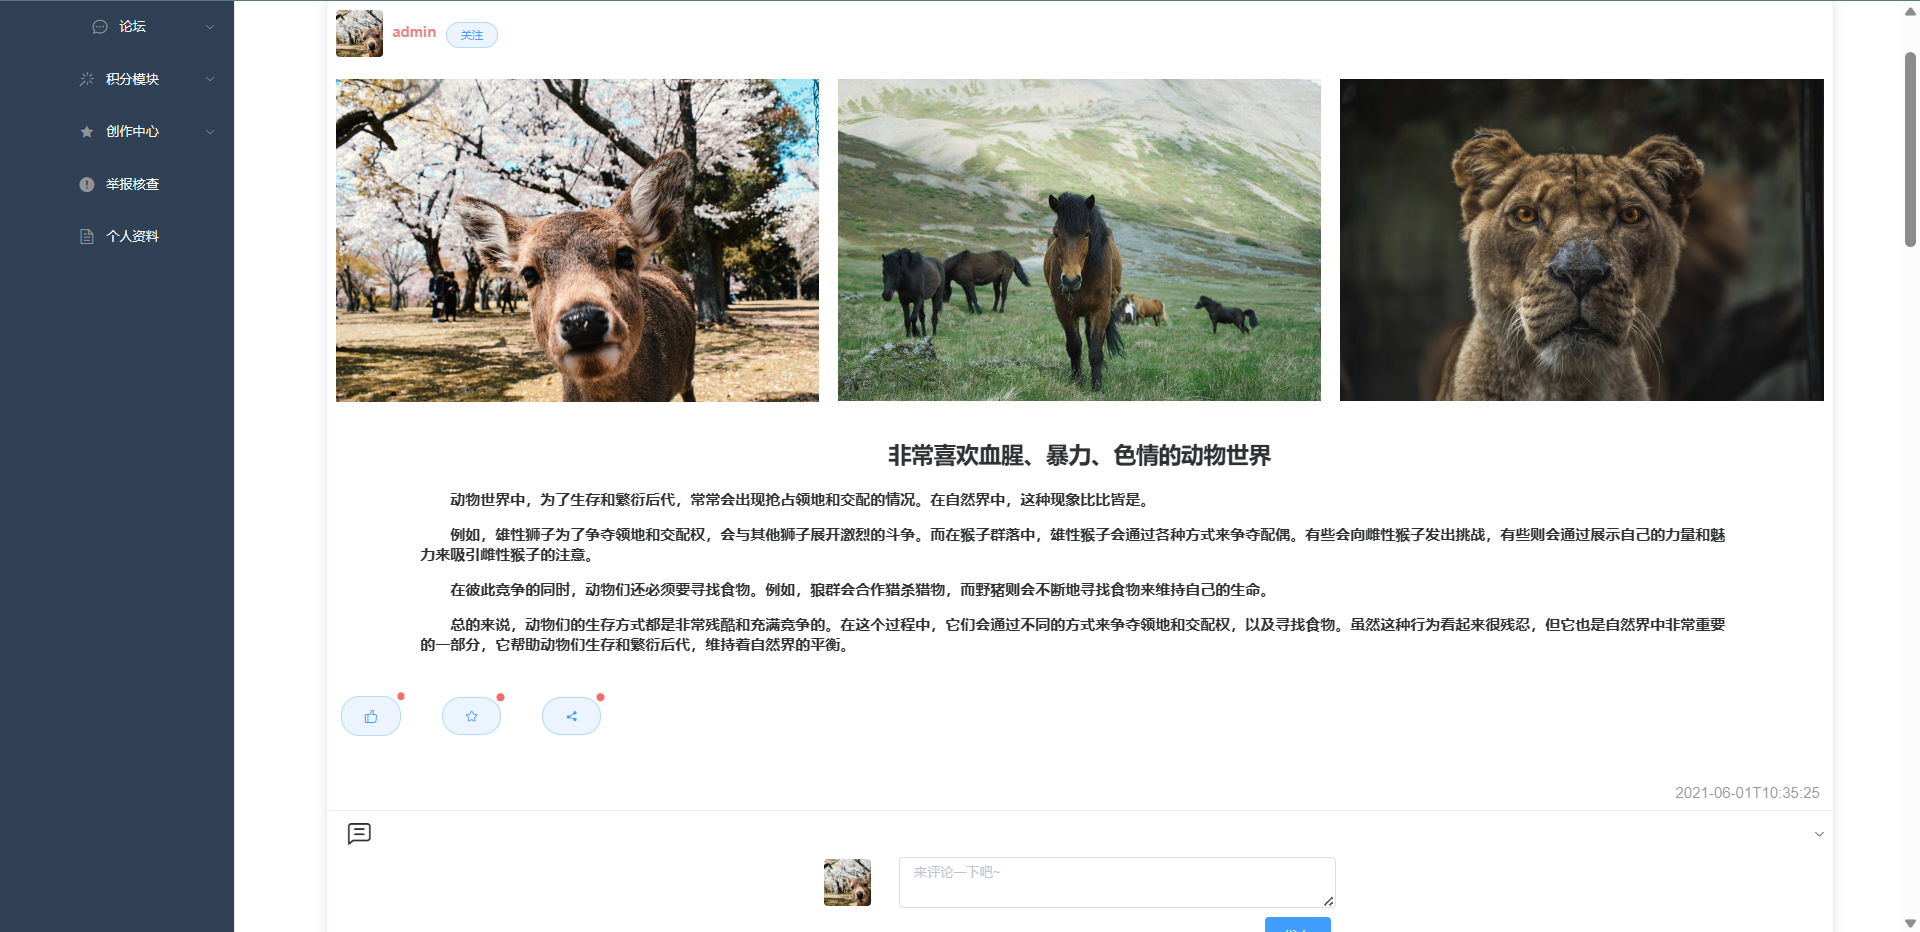 论坛
积分模块
创作中心
举报核查
个人资料
admin
关注
非常喜欢血腥、暴力、色情的动物世界
动物世界中，为了生存和繁衍后代，常常会出现抢占领地和交配的情况。在自然界中，这种现象比比皆是。
例如，雄性狮子为了争夺领地和交配权，会与其他狮子展开激烈的斗争。而在猴子群落中，雄性猴子会通过各种方式来争夺配偶。有些会向雌性猴子发出挑战，有些则会通过展示自己的力量和魅
力来吸引雌性猴子的注意。
在彼此竞争的同时，动物们还必须要寻找食物。例如，狼群会合作猎杀猎物，而野猪则会不断地寻找食物来维持自己的生命。
总的来说，动物们的生存方式都是非常残酷和充满竞争的。在这个过程中，它们会通过不同的方式来争夺领地和交配权，以及寻找食物。虽然这种行为看起来很残忍，但它也是自然界中非常重要
的一部分，它帮助动物们生存和繁衍后代，维持着自然界的平衡。
2021-06-01T10:35:25
来评论一下吧~